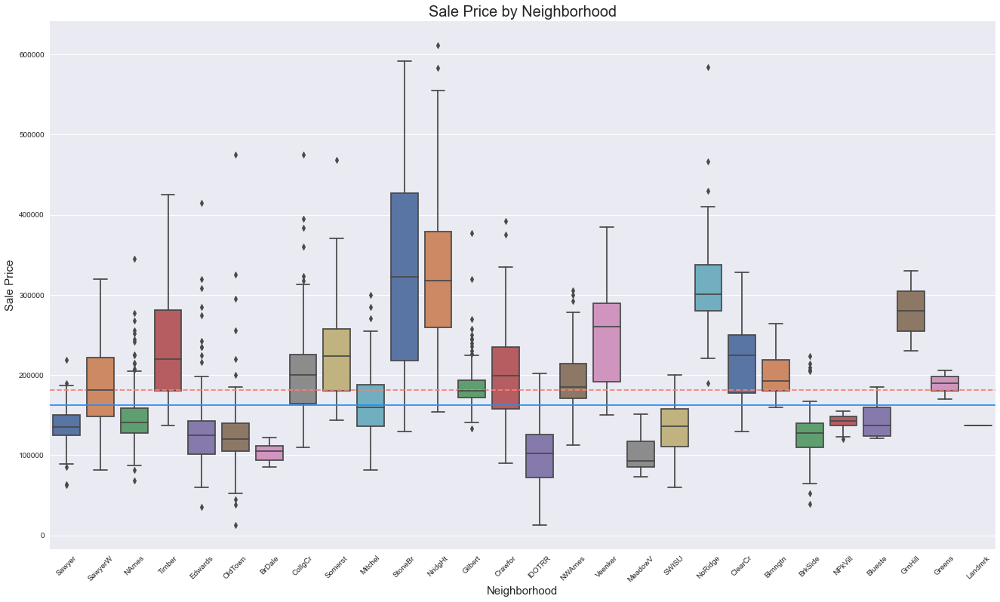 Sale Price by Neighborhood
Sale Price
600000
500000
400000
300000
200000
100000
0
Sawyer SawyerW NAmes Timber Edwards OldTown BrDale CollgCr Somerst Mitchel StoneBr NridgHt Gilbert Crawfor IDOTRR NWAmes Veenker MeadowV SWISU NoRidge ClearCr Blmngtn BrkSide NPkVill Blueste GrnHill Greens Landmrk
Neighborhood